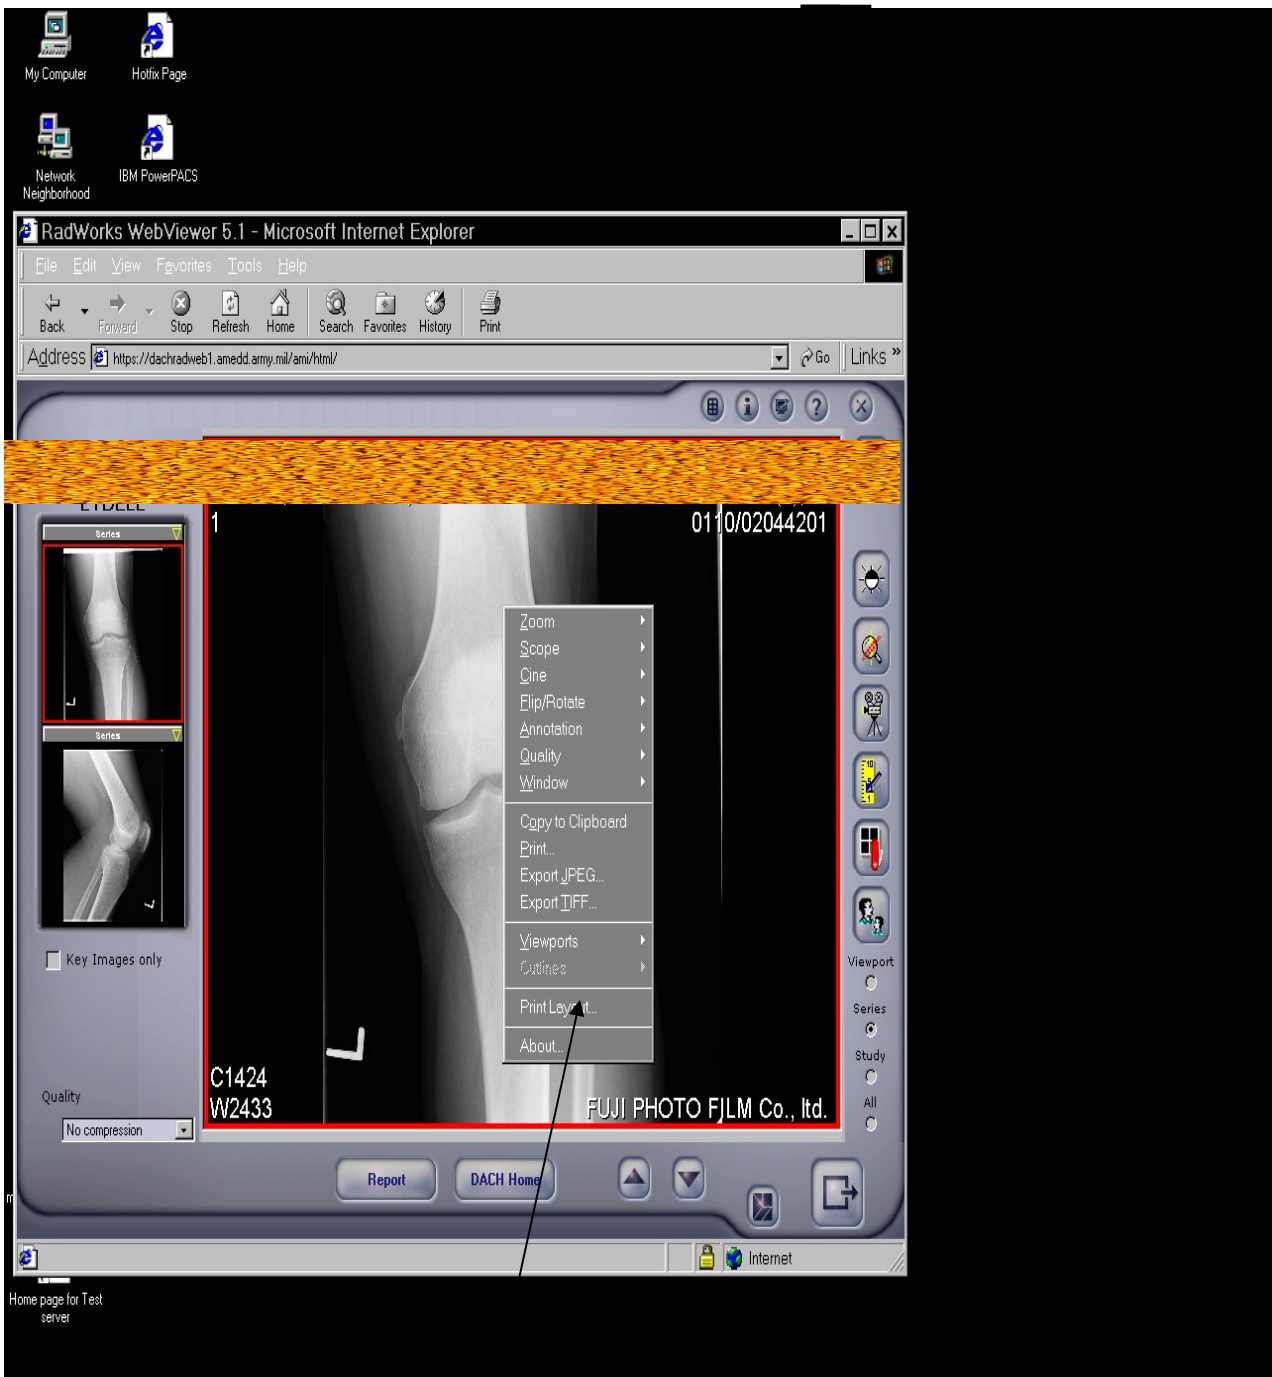 My Computer
Hotfix Page
Network
Neighborhood
IBM PowerPACS
RadWorks WebViewer 5.1 - Microsoft Internet Explorer
File Edit View Favorites Tools Help
Back Forward Stop Refresh Home Search Favorites History Print
Address https://dachradweb1.amedd.army.mil/ami/html/ Go Links »
Series
1
0110/02044201
L
Series
L
Zoom
Scope
Cine
Flip/Rotate
Annotation
Quality
Window
Copy to Clipboard
Print...
Export JPEG...
Export TIFF...
Viewports
Cutlines
Print Layout...
About...
Key Images only
Viewport
Series
Study
All
L
C1424
W2433
FUJI PHOTO FILM Co., ltd.
Quality
No compression
Report
DACH Home
Internet
Home page for Test
server